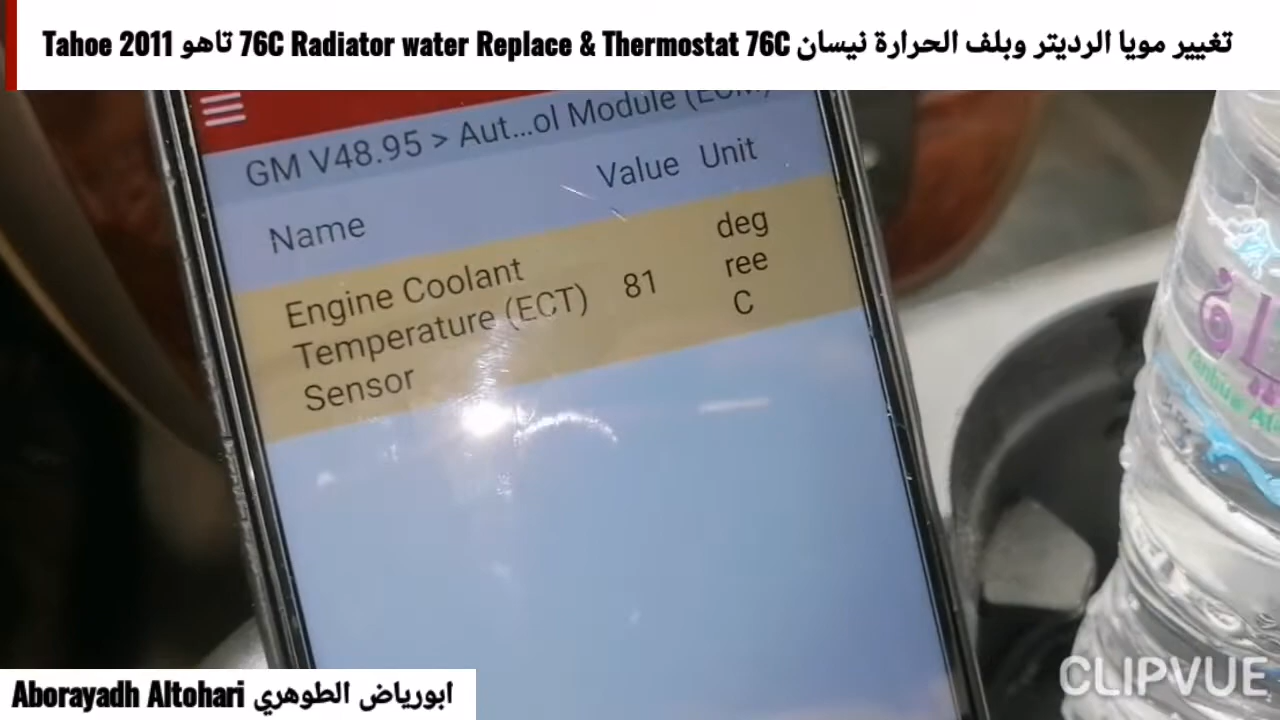 تغيير مويا الرديتر وبلف الحرارة نيسان 76C Radiator water Replace & Thermostat 76C تاهو Tahoe 2011
GM V48.95 > Aut...ol Module (ECM)
Name Value Unit
Engine Coolant Temperature (ECT) Sensor 81 degree C
Aborayadh Altohari ابورياض الطوهري
CLIPVUE